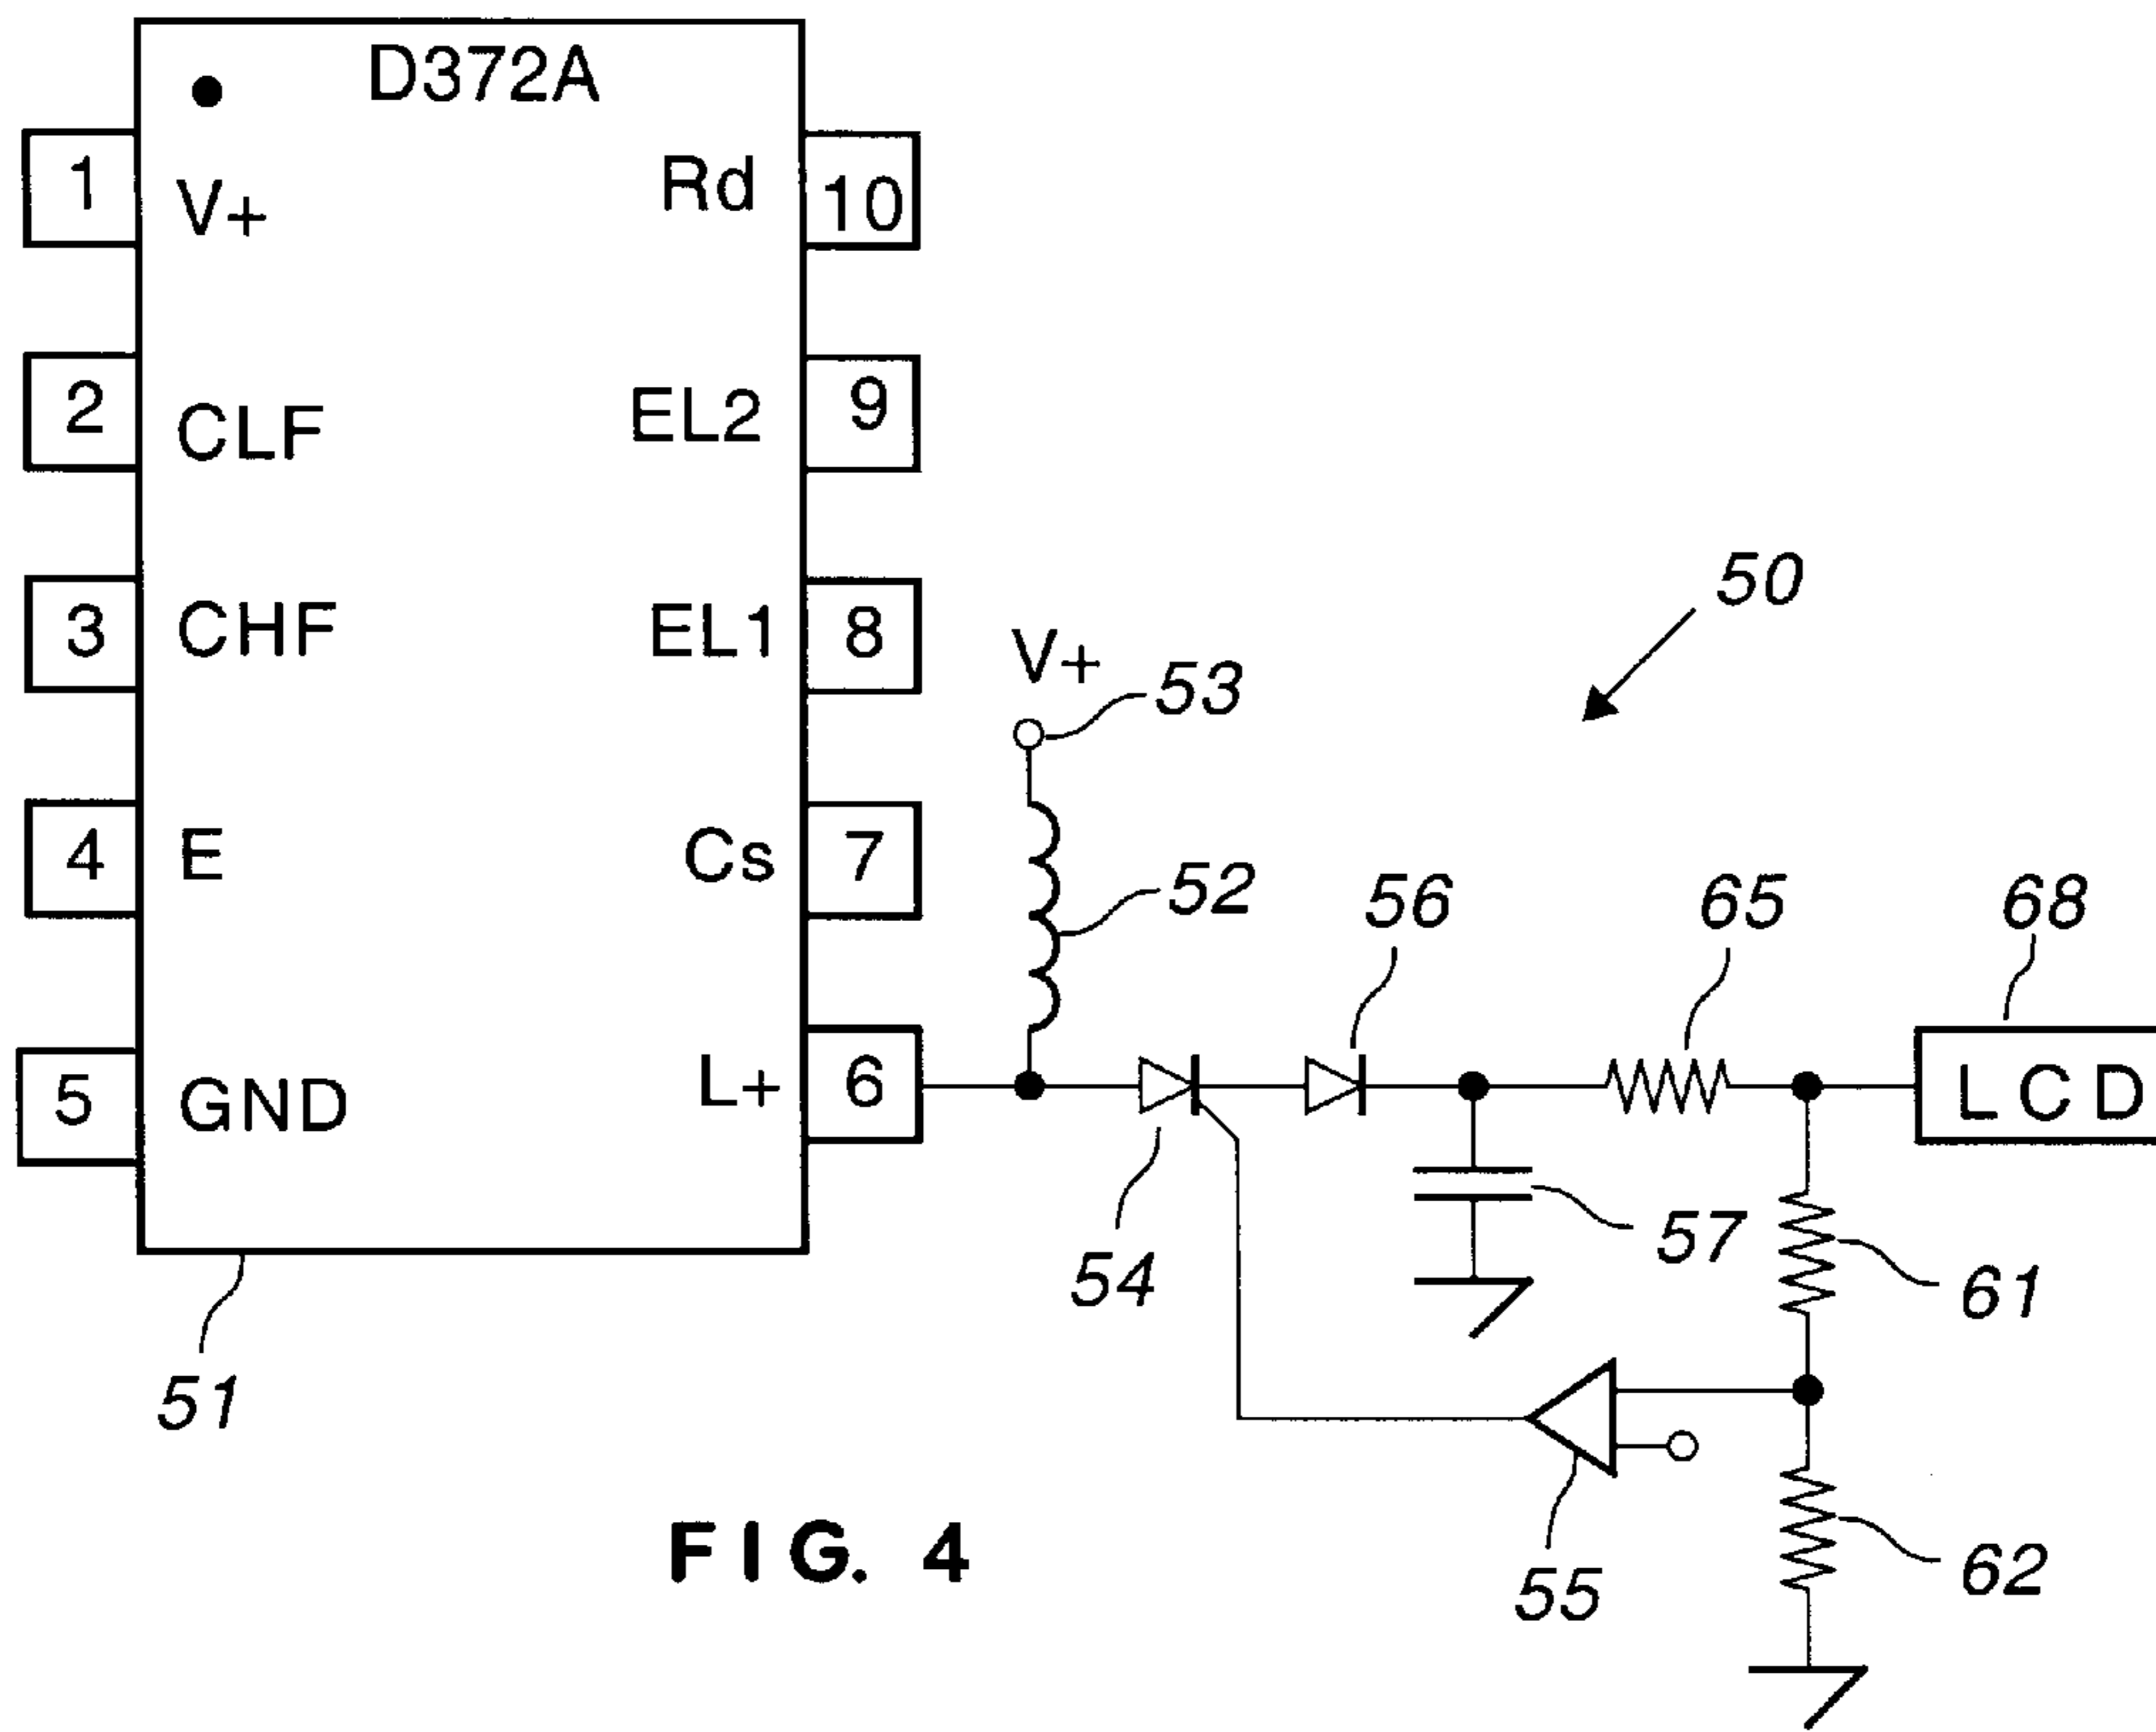 D372A
1 V+ Rd 10
2 CLF EL2 9
3 CHF EL1 8
4 E Cs 7
5 GND L+ 6
50
V+
53
52
56
65
68
LCD
54
57
61
51
55
62
FIG. 4